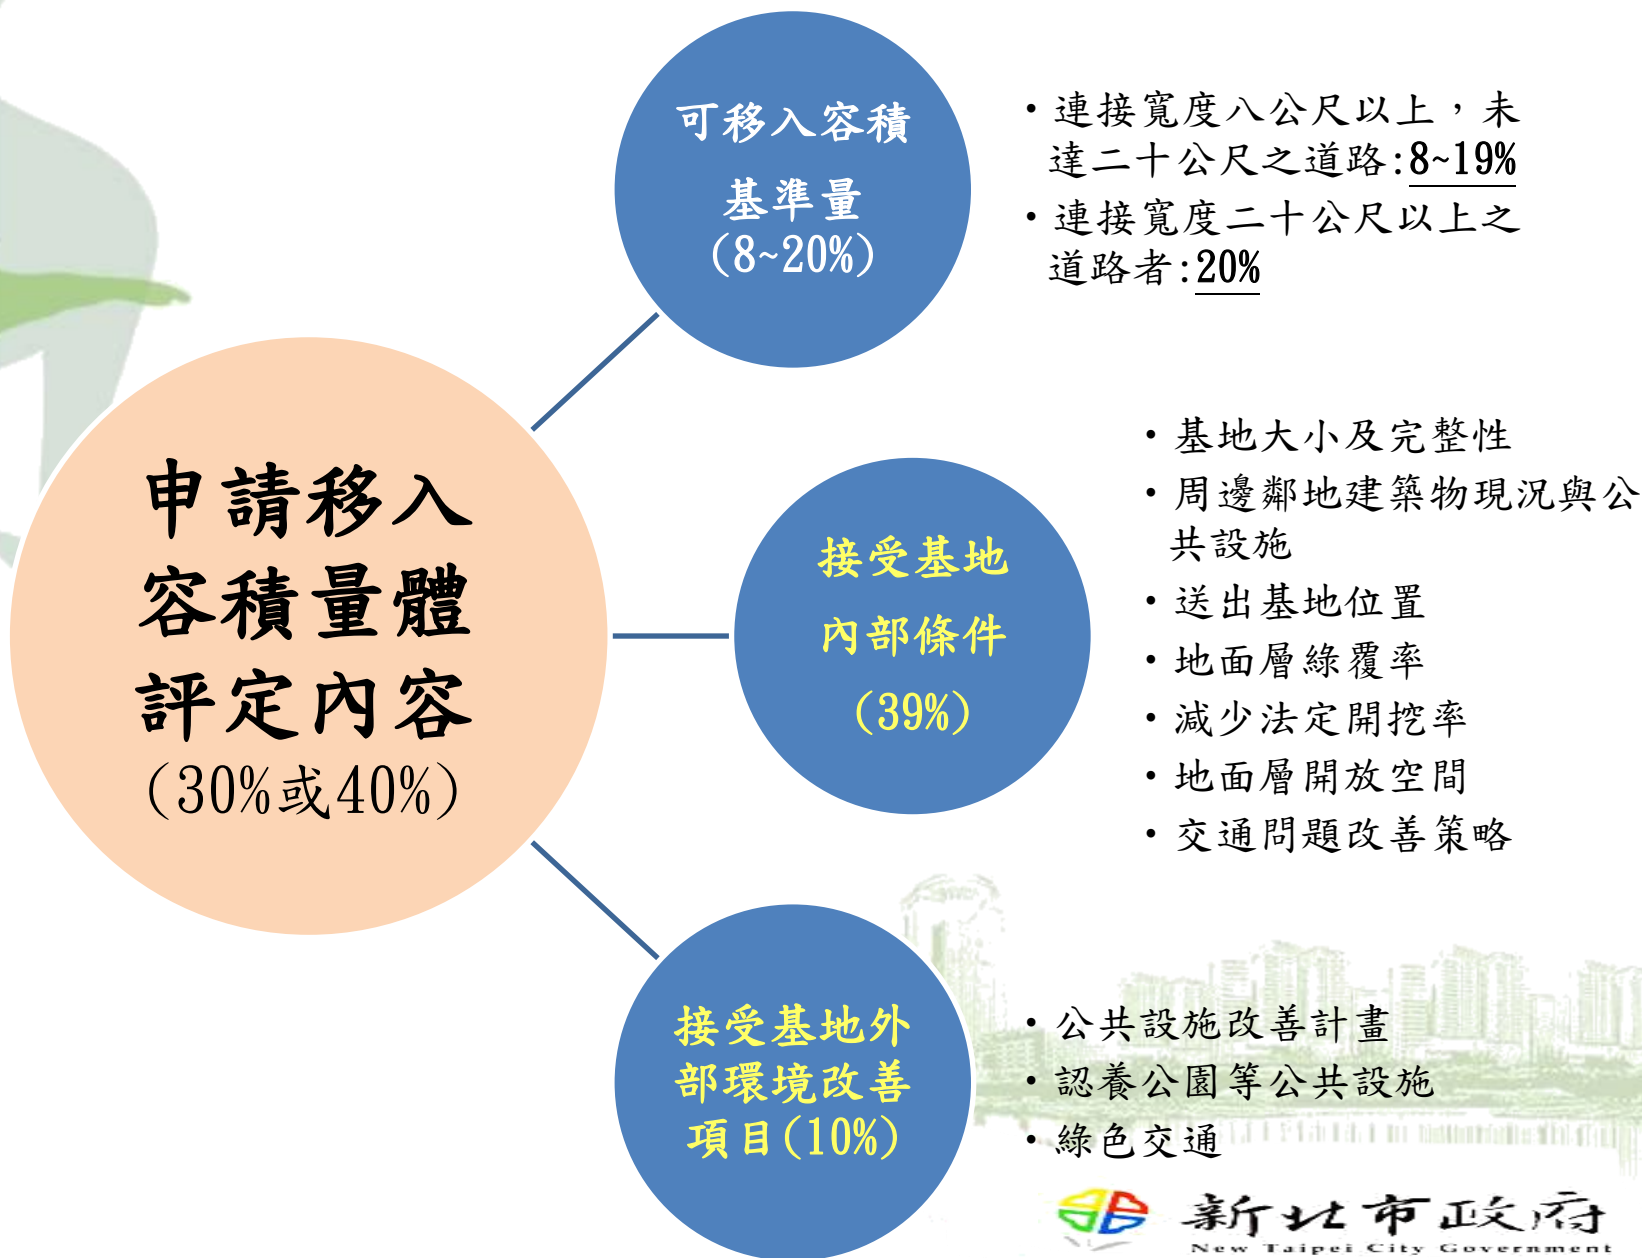 申請移入
容積量體
評定內容
(30%或40%)
可移入容積
基準量
(8~20%)
・連接寬度八公尺以上，未
達二十公尺之道路:8~19%
・連接寬度二十公尺以上之
道路者:20%
接受基地
內部條件
(39%)
・基地大小及完整性
・周邊鄰地建築物現況與公
共設施
・送出基地位置
・地面層綠覆率
・減少法定開挖率
・地面層開放空間
・交通問題改善策略
接受基地外
部環境改善
項目(10%)
・公共設施改善計畫
・認養公園等公共設施
・綠色交通
新北市政府
New Taipei City Government